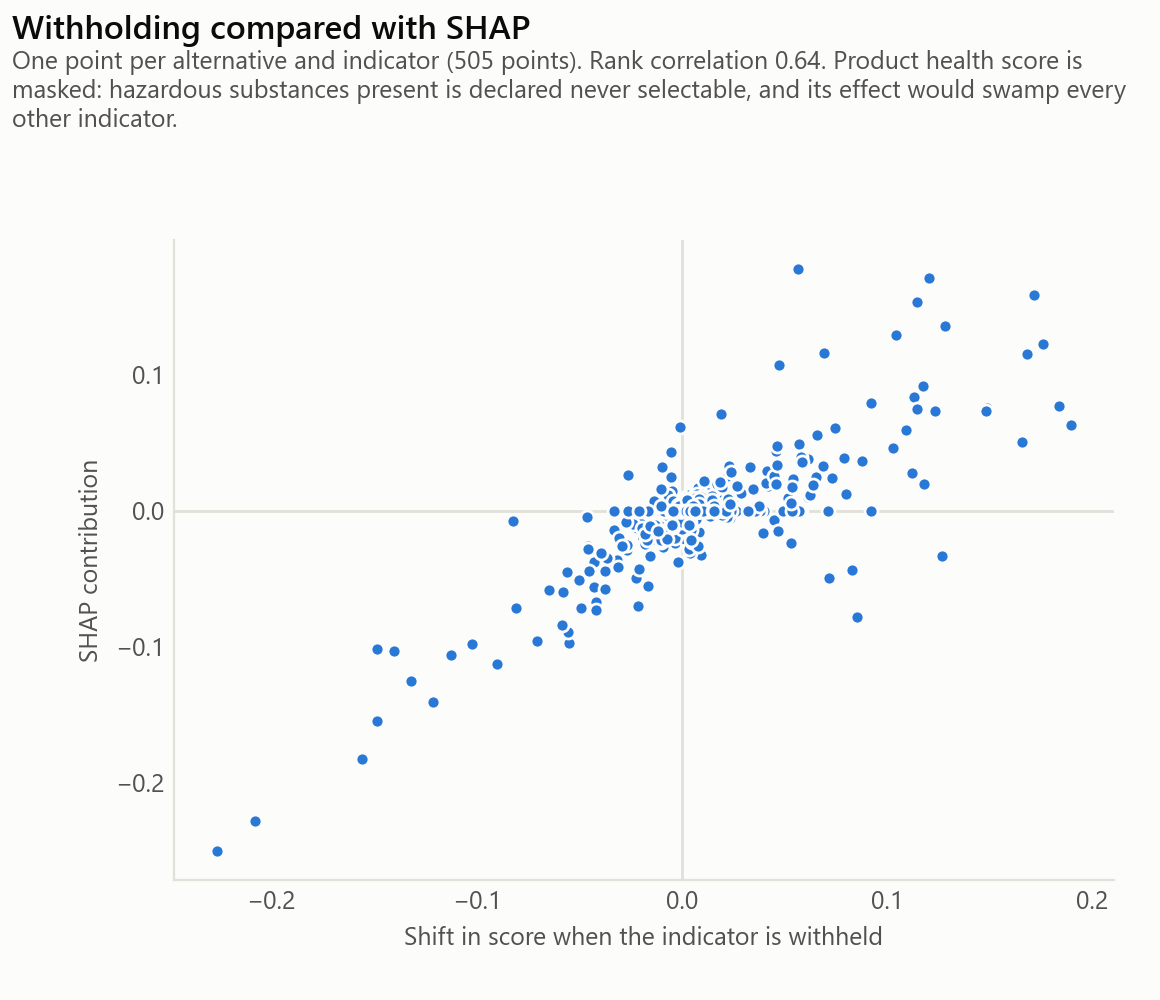 Withholding compared with SHAP
One point per alternative and indicator (505 points). Rank correlation 0.64. Product health score is
masked: hazardous substances present is declared never selectable, and its effect would swamp every
other indicator.
0.1
0.0
−0.1
−0.2
SHAP contribution
−0.2
−0.1
0.0
0.1
0.2
Shift in score when the indicator is withheld